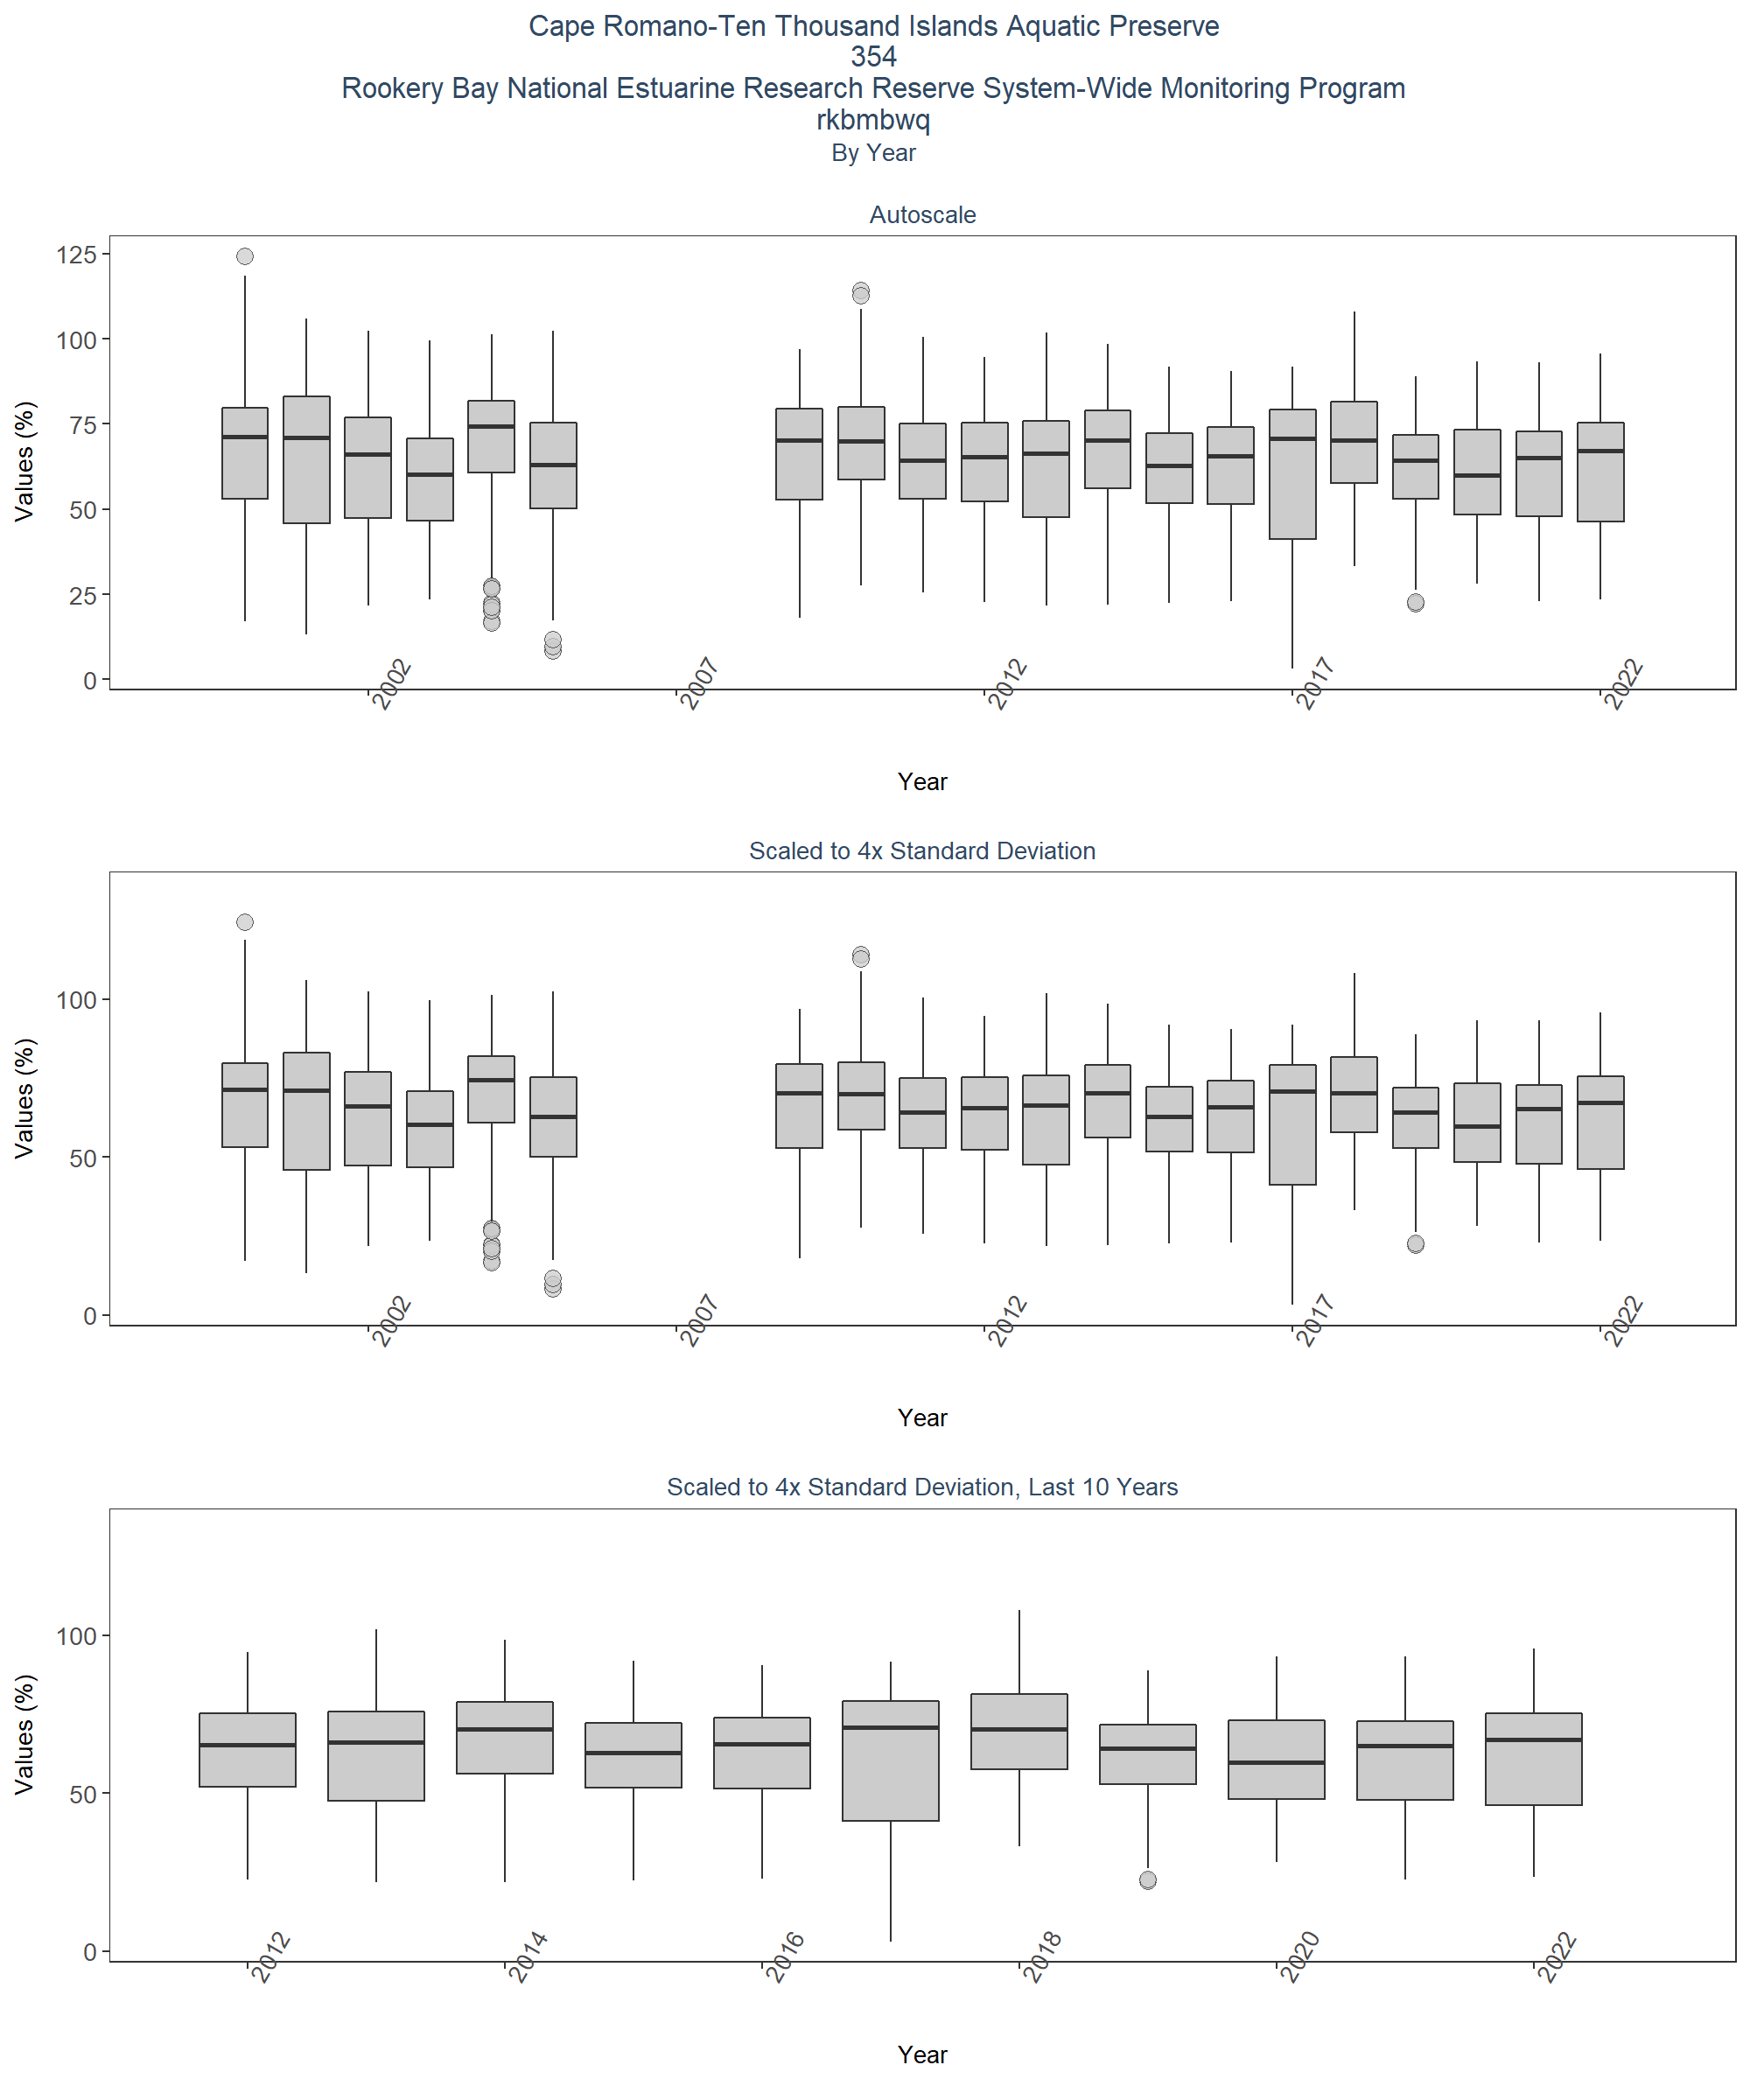 Cape Romano-Ten Thousand Islands Aquatic Preserve
354
Rookery Bay National Estuarine Research Reserve System-Wide Monitoring Program
rkbmbwq
By Year
Autoscale
Values (%)
125
100
75
50
25
0
2002
2007
2012
2017
2022
Year
Scaled to 4x Standard Deviation
Values (%)
100
50
0
2002
2007
2012
2017
2022
Year
Scaled to 4x Standard Deviation, Last 10 Years
Values (%)
100
50
0
2012
2014
2016
2018
2020
2022
Year